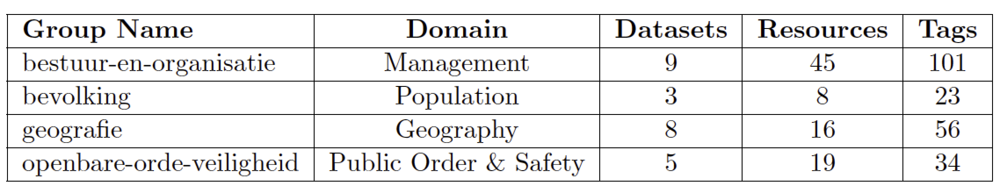 Group Name Domain Datasets Resources Tags
bestuur-en-organisatie Management 9 45 101
bevolking Population 3 8 23
geografie Geography 8 16 56
openbare-orde-veiligheid Public Order & Safety 5 19 34